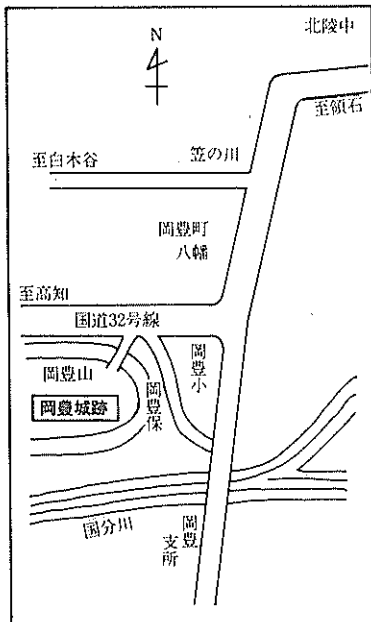 北陵中
N
至領石
至白木谷
笠の川
岡豊町
八幡
至高知
国道32号線
岡豊山
岡豊城跡
岡豊保
岡豊小
国分川
岡豊
支所